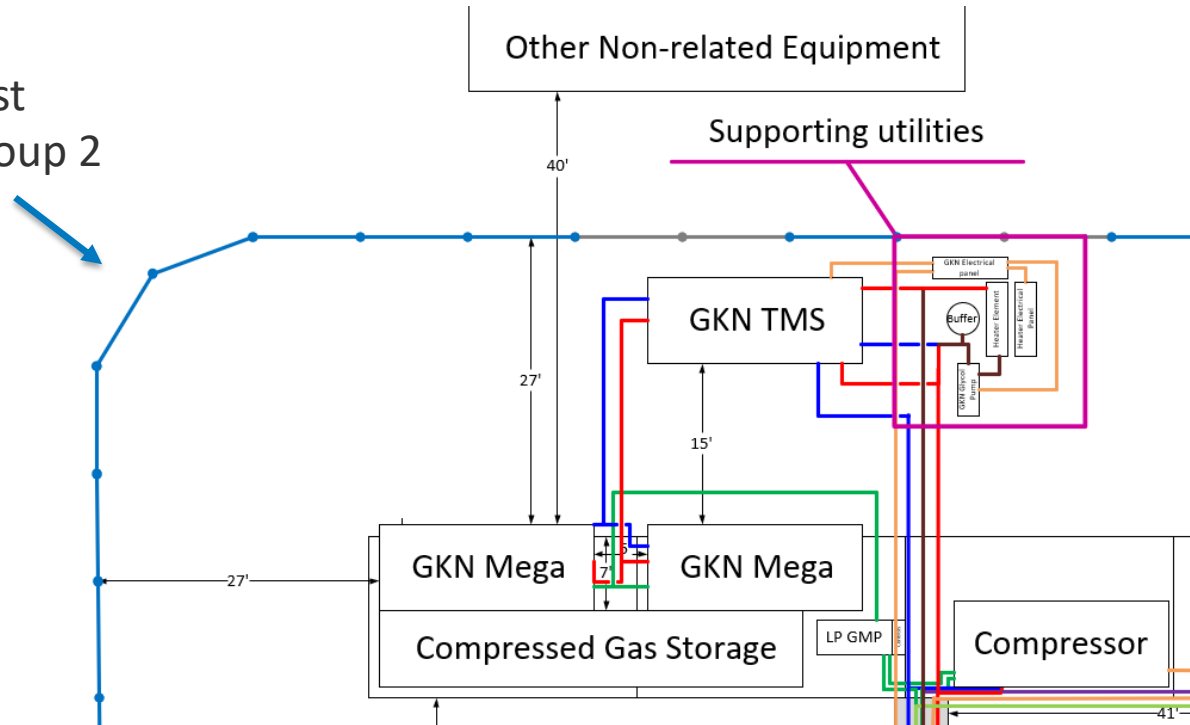 Other Non-related Equipment
st
oup 2
Supporting utilities
40'
GKN Electrical
panel
GKN TMS
Buffer
Heater Element
Heater Electrical
Panel
27'
GKN Glycol
Pump
15'
GKN Mega
5'
7'
GKN Mega
27'
Compressed Gas Storage
LP GMP
Compressor
41'